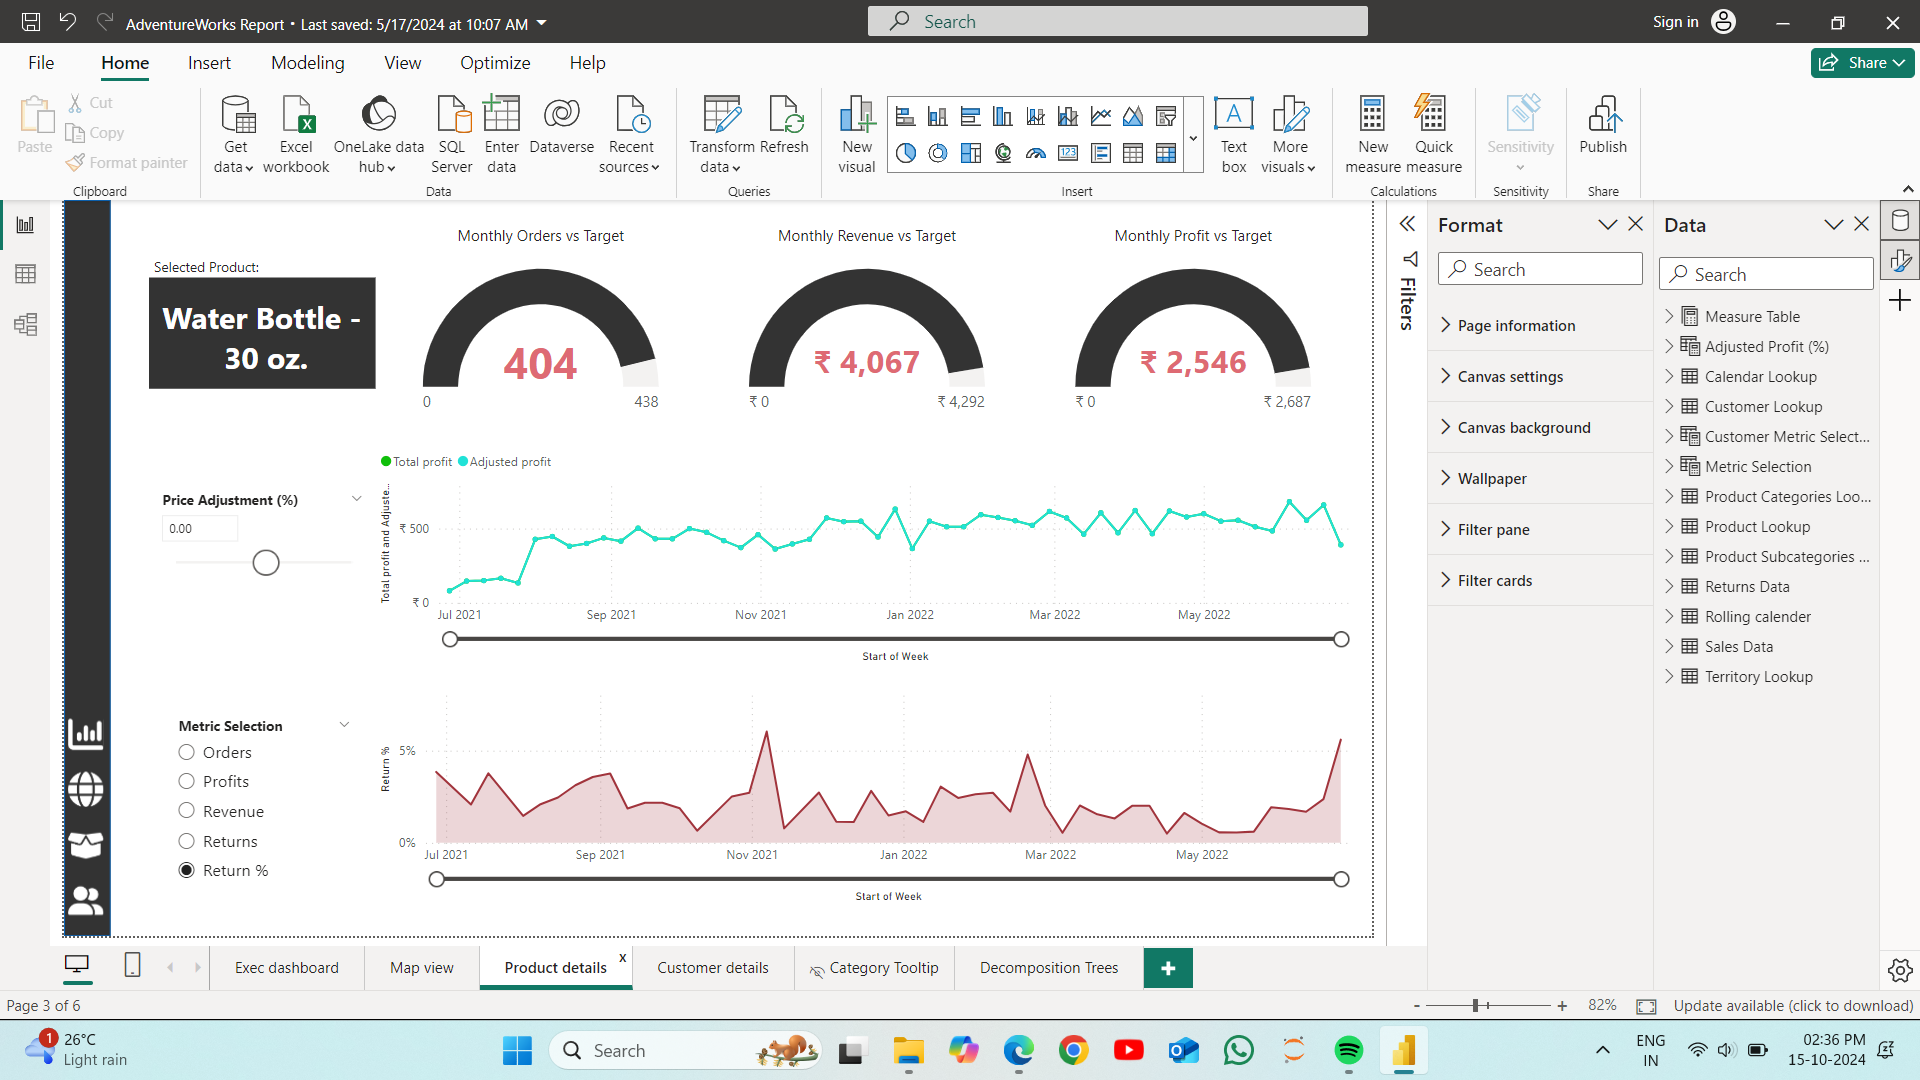 AdventureWorks Report • Last saved: 5/17/2024 at 10:07 AM
Search
Sign in
File
Home
Insert
Modeling
View
Optimize
Help
Share
Paste
Cut
Copy
Format painter
Clipboard
Get data
Excel workbook
OneLake data hub
SQL Server
Enter data
Dataverse
Recent sources
Data
Transform data
Refresh
Queries
New visual
123
A
Text box
More visuals
Insert
New measure
Quick measure
Calculations
Sensitivity
Sensitivity
Publish
Share
Selected Product:
Water Bottle -
30 oz.
Monthly Orders vs Target
404
0
438
Monthly Revenue vs Target
₹ 4,067
₹ 0
₹ 4,292
Monthly Profit vs Target
₹ 2,546
₹ 0
₹ 2,687
Price Adjustment (%)
0.00
Total profit
Adjusted profit
Total profit and Adjuste...
₹ 500
₹ 0
Jul 2021
Sep 2021
Nov 2021
Jan 2022
Mar 2022
May 2022
Start of Week
Metric Selection
Orders
Profits
Revenue
Returns
Return %
Return %
5%
0%
Jul 2021
Sep 2021
Nov 2021
Jan 2022
Mar 2022
May 2022
Start of Week
Filters
Format
Search
Page information
Canvas settings
Canvas background
Wallpaper
Filter pane
Filter cards
Data
Search
Measure Table
Adjusted Profit (%)
Calendar Lookup
Customer Lookup
Customer Metric Select...
Metric Selection
Product Categories Loo...
Product Lookup
Product Subcategories ...
Returns Data
Rolling calender
Sales Data
Territory Lookup
Exec dashboard
Map view
Product details
x
Customer details
Category Tooltip
Decomposition Trees
+
Page 3 of 6
- + 82%
Update available (click to download)
1
26°C
Light rain
Search
ENG
IN
02:36 PM
15-10-2024